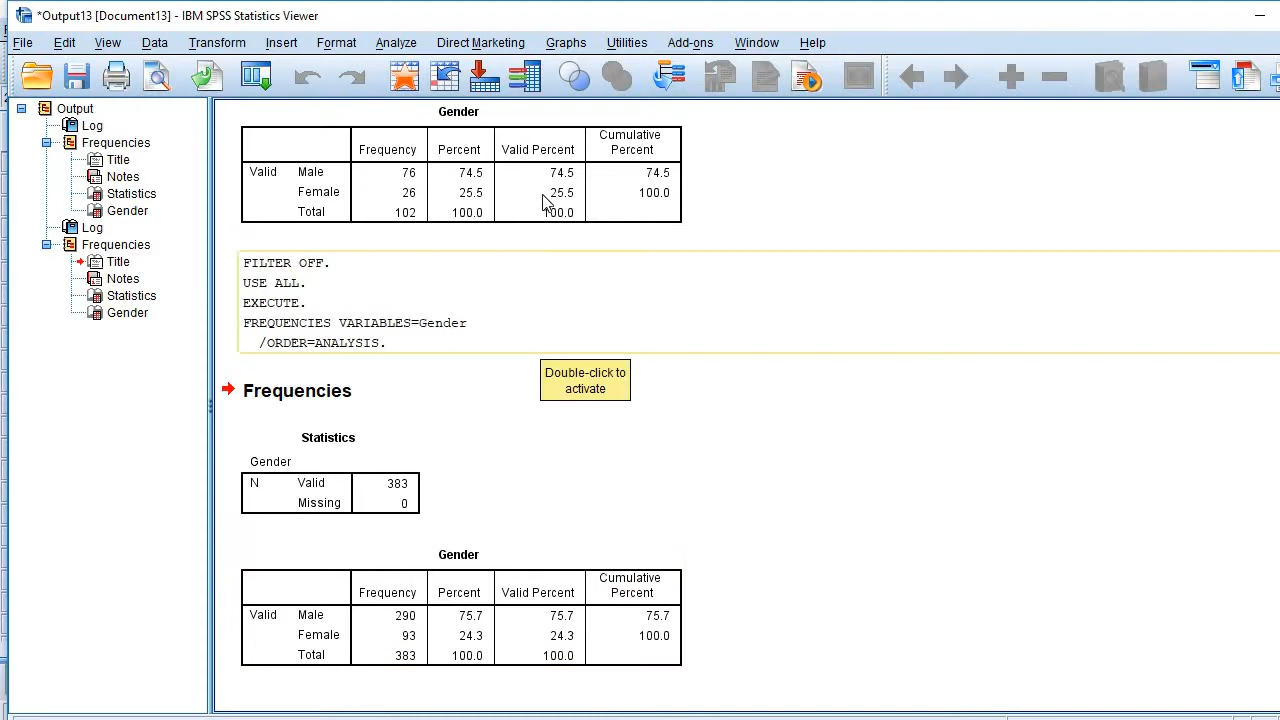 *Output13 [Document13] - IBM SPSS Statistics Viewer
File Edit View Data Transform Insert Format Analyze Direct Marketing Graphs Utilities Add-ons Window Help
Output
Log
Frequencies
Title
Notes
Statistics
Gender
Log
Frequencies
Title
Notes
Statistics
Gender
Gender
Frequency Percent Valid Percent Cumulative Percent
Valid Male 76 74.5 74.5 74.5
Female 26 25.5 25.5 100.0
Total 102 100.0 100.0
FILTER OFF.
USE ALL.
EXECUTE.
FREQUENCIES VARIABLES=Gender
/ORDER=ANALYSIS.
Double-click to
activate
Frequencies
Statistics
Gender
N Valid 383
Missing 0
Gender
Frequency Percent Valid Percent Cumulative Percent
Valid Male 290 75.7 75.7 75.7
Female 93 24.3 24.3 100.0
Total 383 100.0 100.0